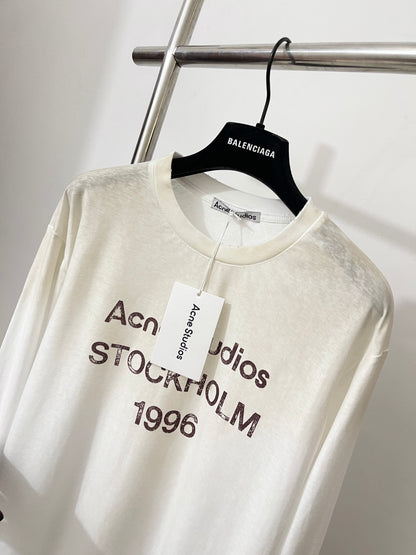 BALENCIAGA
Acne Studios
Acne Studios
Acne Studios
STOCKHOLM
1996